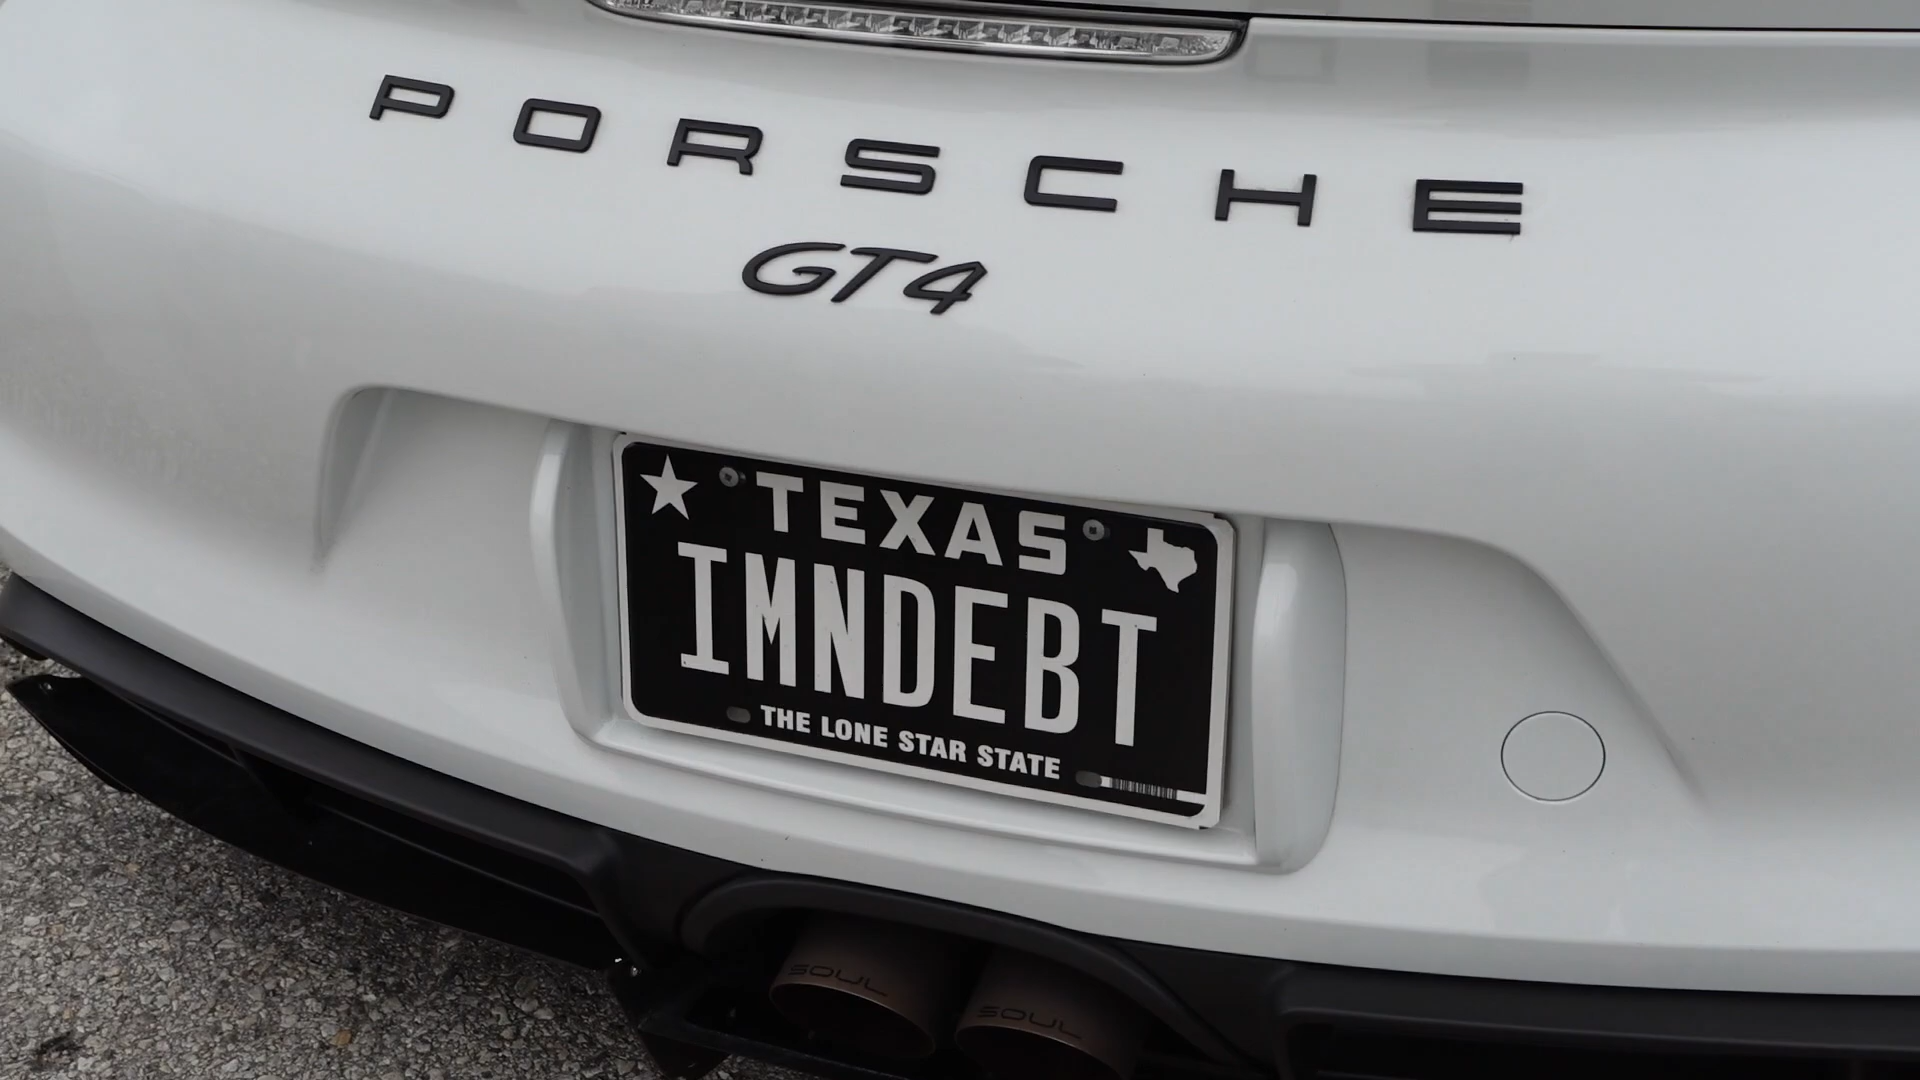 PORSCHE
GT4
TEXAS
IMNDEBT
THE LONE STAR STATE
SOUL
SOUL